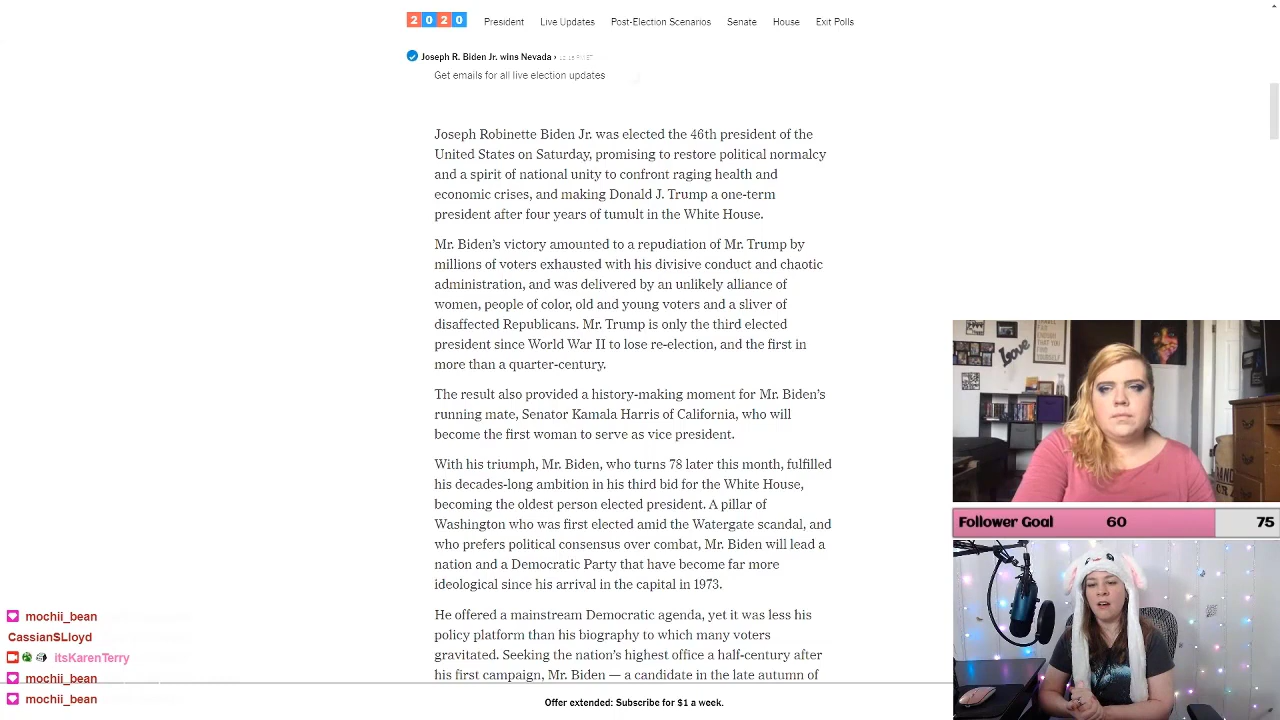 2020 President Live Updates Post-Election Scenarios Senate House Exit Polls
Joseph R. Biden Jr. wins Nevada ›
Get emails for all live election updates
Joseph Robinette Biden Jr. was elected the 46th president of the
United States on Saturday, promising to restore political normalcy
and a spirit of national unity to confront raging health and
economic crises, and making Donald J. Trump a one-term
president after four years of tumult in the White House.
Mr. Biden’s victory amounted to a repudiation of Mr. Trump by
millions of voters exhausted with his divisive conduct and chaotic
administration, and was delivered by an unlikely alliance of
women, people of color, old and young voters and a sliver of
disaffected Republicans. Mr. Trump is only the third elected
president since World War II to lose re-election, and the first in
more than a quarter-century.
The result also provided a history-making moment for Mr. Biden’s
running mate, Senator Kamala Harris of California, who will
become the first woman to serve as vice president.
With his triumph, Mr. Biden, who turns 78 later this month, fulfilled
his decades-long ambition in his third bid for the White House,
becoming the oldest person elected president. A pillar of
Washington who was first elected amid the Watergate scandal, and
who prefers political consensus over combat, Mr. Biden will lead a
nation and a Democratic Party that have become far more
ideological since his arrival in the capital in 1973.
He offered a mainstream Democratic agenda, yet it was less his
policy platform than his biography to which many voters
gravitated. Seeking the nation’s highest office a half-century after
his first campaign, Mr. Biden — a candidate in the late autumn of
Offer extended: Subscribe for $1 a week.
mochii_bean
CassianSLloyd
itsKarenTerry
mochii_bean
mochii_bean
Love
Follower Goal 60 75